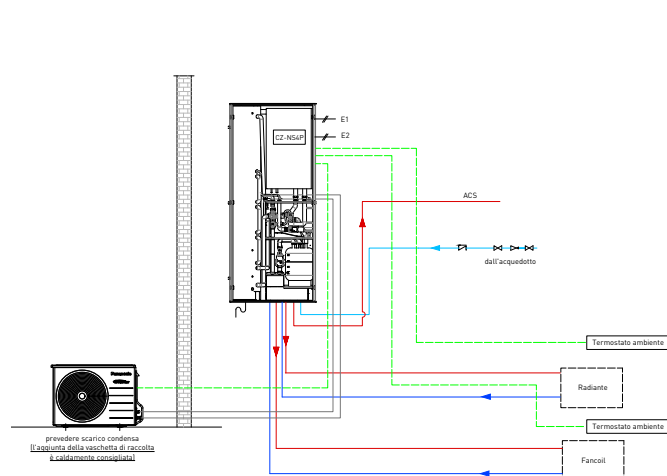 E1
CZ-NS4P
E2
ACS
dall'acquedotto
Termostato ambiente
Panasonic
Radiante
Termostato ambiente
prevedere scarico condensa
(l'aggiunta della vaschetta di raccolta
è caldamente consigliata)
Fancoil